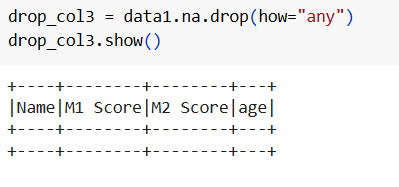 drop_col3 = data1.na.drop(how="any")
drop_col3.show()
+----+--------+--------+---+
|Name|M1 Score|M2 Score|age|
+----+--------+--------+---+
+----+--------+--------+---+